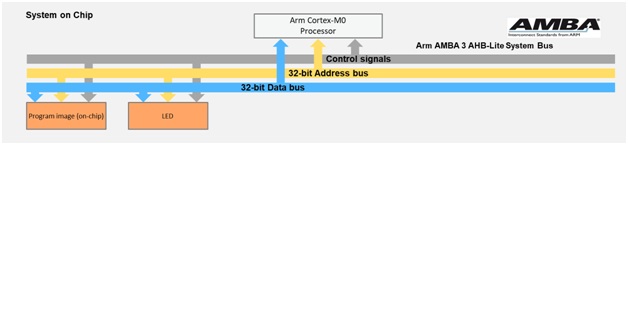 System on Chip
Arm Cortex-M0
Processor
AMBA
Interconnect Standards from ARM
Arm AMBA 3 AHB-Lite System Bus
Control signals
32-bit Address bus
32-bit Data bus
Program image (on-chip)
LED